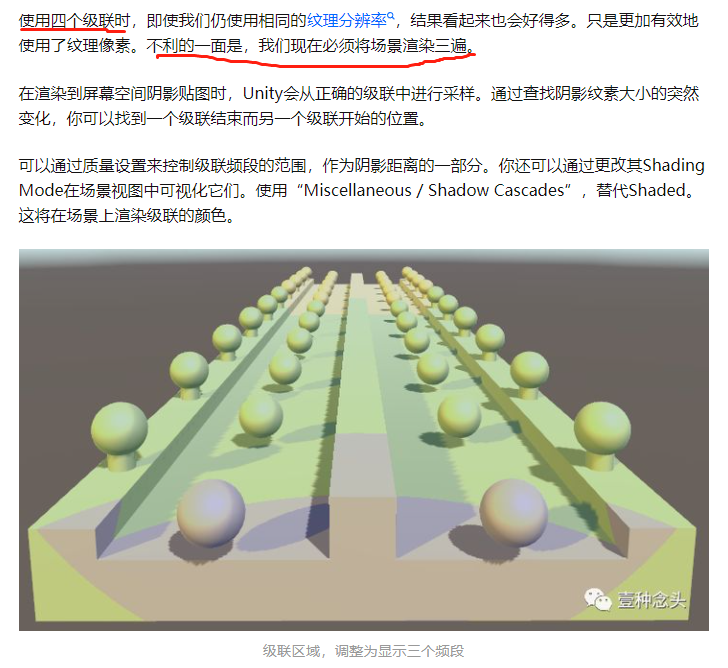 使用四个级联时，即使我们仍使用相同的纹理分辨率，结果看起来也会好得多。只是更加有效地
使用了纹理像素。不利的一面是，我们现在必须将场景渲染三遍。
在渲染到屏幕空间阴影贴图时，Unity会从正确的级联中进行采样。通过查找阴影纹素大小的突然
变化，你可以找到一个级联结束而另一个级联开始的位置。
可以通过质量设置来控制级联频段的范围，作为阴影距离的一部分。你还可以通过更改其Shading
Mode在场景视图中可视化它们。使用“Miscellaneous / Shadow Cascades”，替代Shaded。
这将在场景上渲染级联的颜色。
壹种念头
级联区域，调整为显示三个频段